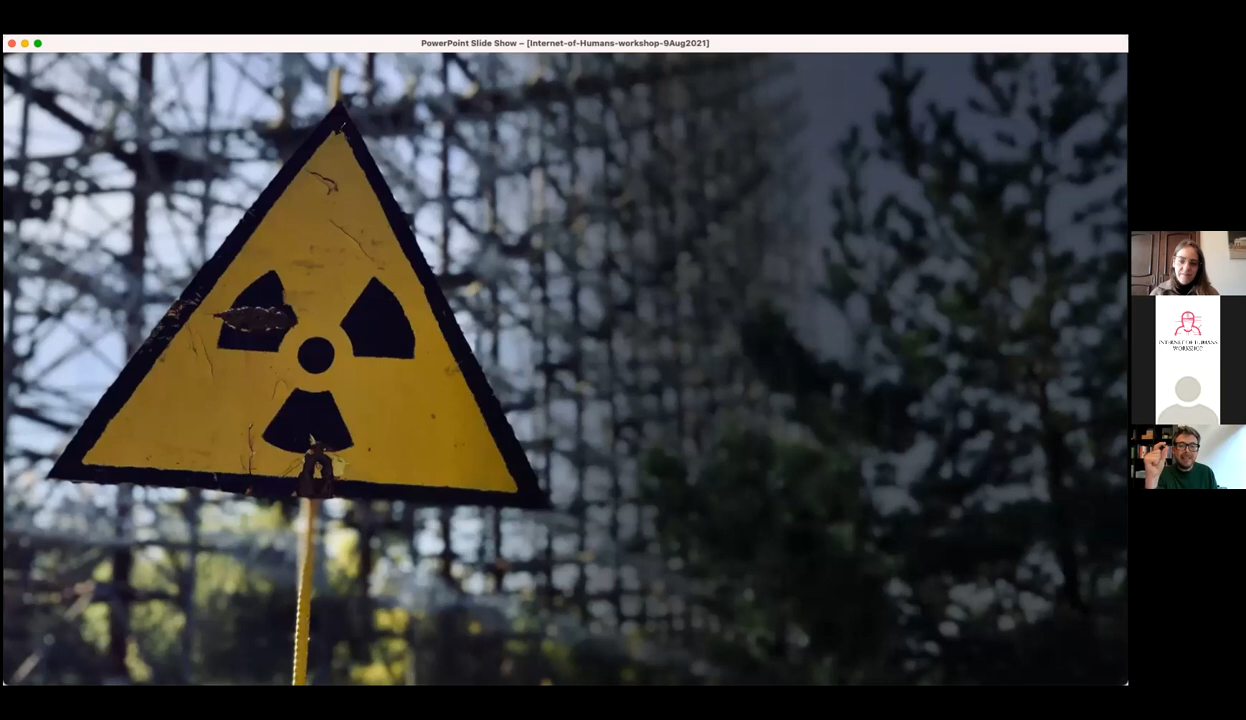 PowerPoint Slide Show – [Internet-of-Humans-workshop-9Aug2021]
INTERNET OF HUMANS
WORKSHOP